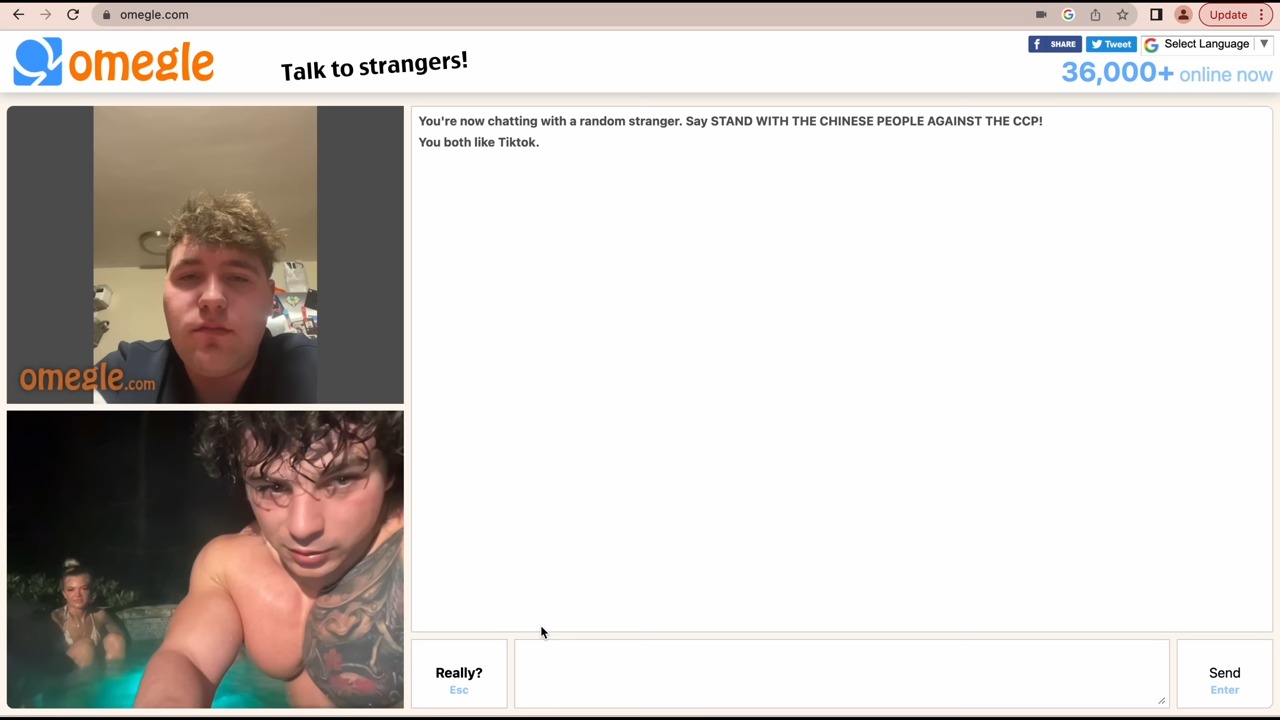 omegle.com
Update
omegle
Talk to strangers!
SHARE
Tweet
Select Language
36,000+ online now
You're now chatting with a random stranger. Say STAND WITH THE CHINESE PEOPLE AGAINST THE CCP!
You both like Tiktok.
omegle.com
Really?
Esc
Send
Enter